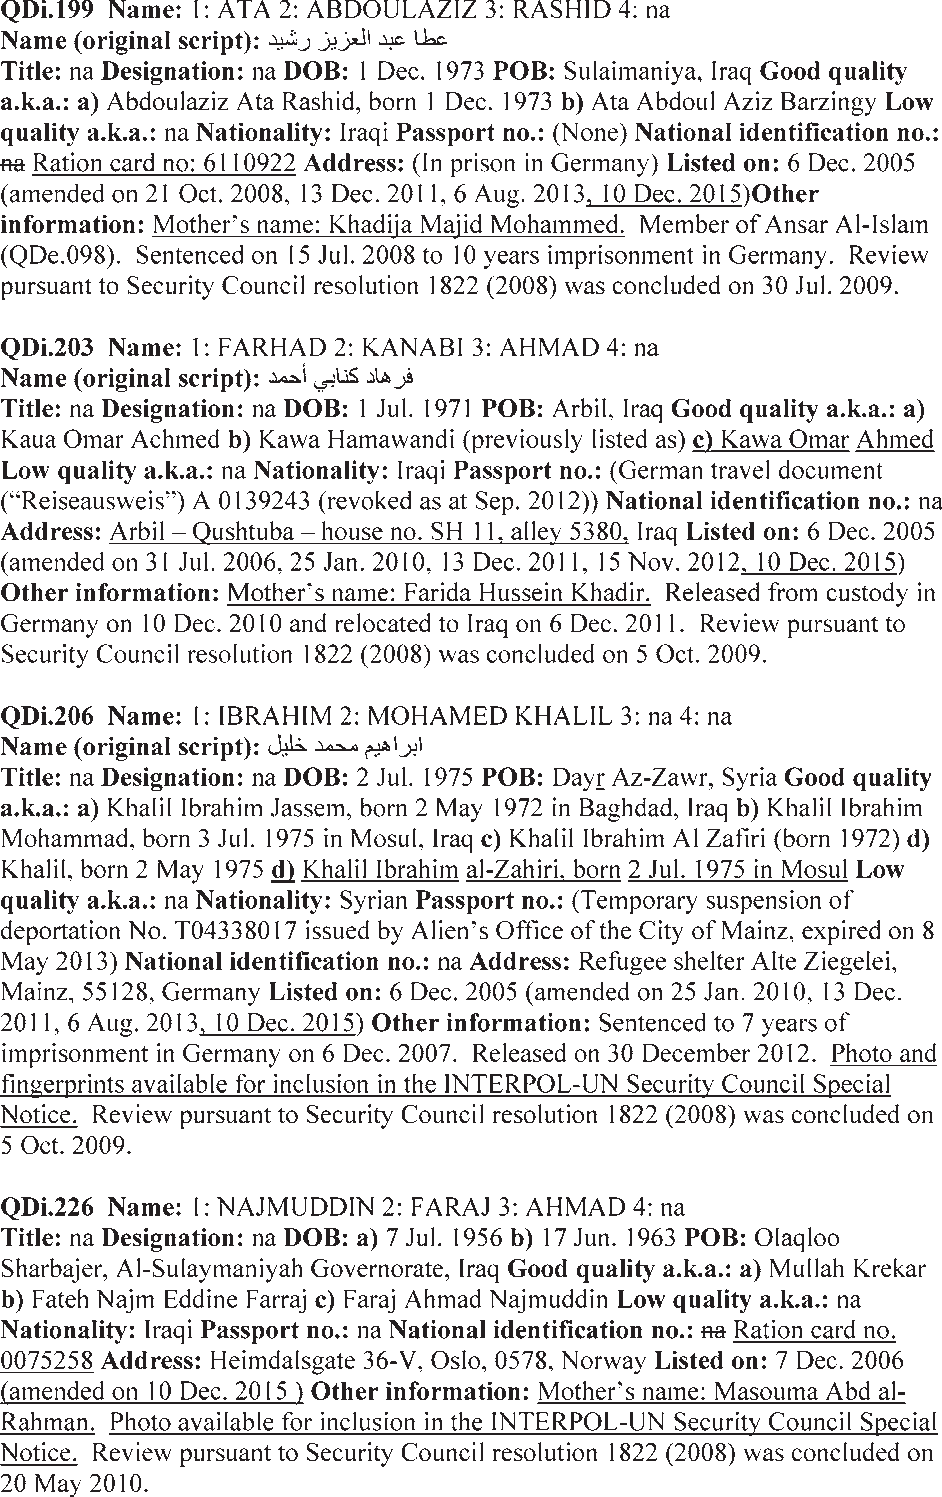 QDi.199 Name: 1: ATA 2: ABDOULAZIZ 3: RASHID 4: na
Name (original script): عطا عبد العزيز رشيد
Title: na Designation: na DOB: 1 Dec. 1973 POB: Sulaimaniya, Iraq Good quality
a.k.a.: a) Abdoulaziz Ata Rashid, born 1 Dec. 1973 b) Ata Abdoul Aziz Barzingy Low
quality a.k.a.: na Nationality: Iraqi Passport no.: (None) National identification no.:
na Ration card no: 6110922 Address: (In prison in Germany) Listed on: 6 Dec. 2005
(amended on 21 Oct. 2008, 13 Dec. 2011, 6 Aug. 2013, 10 Dec. 2015)Other
information: Mother’s name: Khadija Majid Mohammed. Member of Ansar Al-Islam
(QDe.098). Sentenced on 15 Jul. 2008 to 10 years imprisonment in Germany. Review
pursuant to Security Council resolution 1822 (2008) was concluded on 30 Jul. 2009.
QDi.203 Name: 1: FARHAD 2: KANABI 3: AHMAD 4: na
Name (original script): فرهاد كنابي أحمد
Title: na Designation: na DOB: 1 Jul. 1971 POB: Arbil, Iraq Good quality a.k.a.: a)
Kaua Omar Achmed b) Kawa Hamawandi (previously listed as) c) Kawa Omar Ahmed
Low quality a.k.a.: na Nationality: Iraqi Passport no.: (German travel document
(“Reiseausweis”) A 0139243 (revoked as at Sep. 2012)) National identification no.: na
Address: Arbil – Qushtuba – house no. SH 11, alley 5380, Iraq Listed on: 6 Dec. 2005
(amended on 31 Jul. 2006, 25 Jan. 2010, 13 Dec. 2011, 15 Nov. 2012, 10 Dec. 2015)
Other information: Mother’s name: Farida Hussein Khadir. Released from custody in
Germany on 10 Dec. 2010 and relocated to Iraq on 6 Dec. 2011. Review pursuant to
Security Council resolution 1822 (2008) was concluded on 5 Oct. 2009.
QDi.206 Name: 1: IBRAHIM 2: MOHAMED KHALIL 3: na 4: na
Name (original script): ابراهيم محمد خليل
Title: na Designation: na DOB: 2 Jul. 1975 POB: Dayr Az-Zawr, Syria Good quality
a.k.a.: a) Khalil Ibrahim Jassem, born 2 May 1972 in Baghdad, Iraq b) Khalil Ibrahim
Mohammad, born 3 Jul. 1975 in Mosul, Iraq c) Khalil Ibrahim Al Zafiri (born 1972) d)
Khalil, born 2 May 1975 d) Khalil Ibrahim al-Zahiri, born 2 Jul. 1975 in Mosul Low
quality a.k.a.: na Nationality: Syrian Passport no.: (Temporary suspension of
deportation No. T04338017 issued by Alien’s Office of the City of Mainz, expired on 8
May 2013) National identification no.: na Address: Refugee shelter Alte Ziegelei,
Mainz, 55128, Germany Listed on: 6 Dec. 2005 (amended on 25 Jan. 2010, 13 Dec.
2011, 6 Aug. 2013, 10 Dec. 2015) Other information: Sentenced to 7 years of
imprisonment in Germany on 6 Dec. 2007. Released on 30 December 2012. Photo and
fingerprints available for inclusion in the INTERPOL-UN Security Council Special
Notice. Review pursuant to Security Council resolution 1822 (2008) was concluded on
5 Oct. 2009.
QDi.226 Name: 1: NAJMUDDIN 2: FARAJ 3: AHMAD 4: na
Title: na Designation: na DOB: a) 7 Jul. 1956 b) 17 Jun. 1963 POB: Olaqloo
Sharbajer, Al-Sulaymaniyah Governorate, Iraq Good quality a.k.a.: a) Mullah Krekar
b) Fateh Najm Eddine Farraj c) Faraj Ahmad Najmuddin Low quality a.k.a.: na
Nationality: Iraqi Passport no.: na National identification no.: na Ration card no.
0075258 Address: Heimdalsgate 36-V, Oslo, 0578, Norway Listed on: 7 Dec. 2006
(amended on 10 Dec. 2015 ) Other information: Mother’s name: Masouma Abd al-
Rahman. Photo available for inclusion in the INTERPOL-UN Security Council Special
Notice. Review pursuant to Security Council resolution 1822 (2008) was concluded on
20 May 2010.